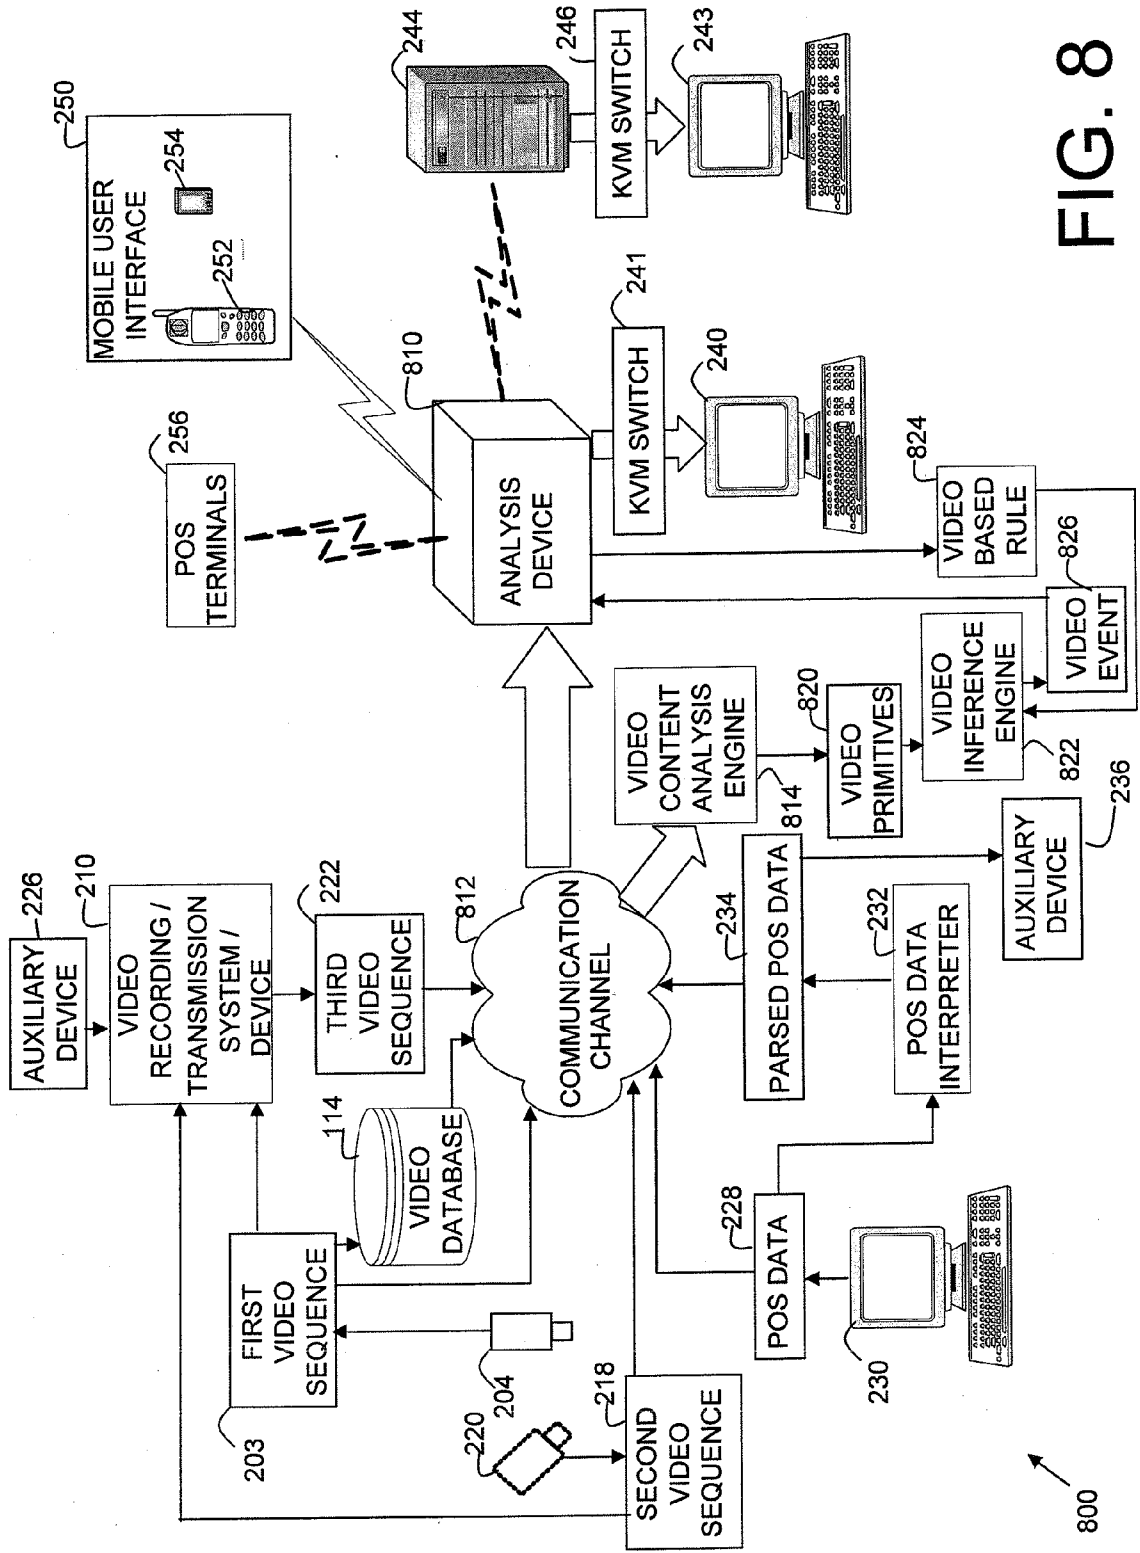 AUXILIARY
DEVICE
226
210
VIDEO
RECORDING /
TRANSMISSION
SYSTEM /
DEVICE
222
THIRD
VIDEO
SEQUENCE
FIRST
VIDEO
SEQUENCE
203
114
VIDEO
DATABASE
204
220
218
SECOND
VIDEO
SEQUENCE
812
COMMUNICATION
CHANNEL
POS
TERMINALS
256
MOBILE USER
INTERFACE
250
252
254
ANALYSIS
DEVICE
810
244
KVM SWITCH
246
243
KVM SWITCH
241
240
VIDEO
CONTENT
ANALYSIS
ENGINE
814
VIDEO
PRIMITIVES
820
VIDEO
INFERENCE
ENGINE
822
VIDEO
BASED
RULE
824
VIDEO
EVENT
826
POS DATA
228
230
PARSED POS DATA
234
POS DATA
INTERPRETER
232
AUXILIARY
DEVICE
236
800
FIG. 8